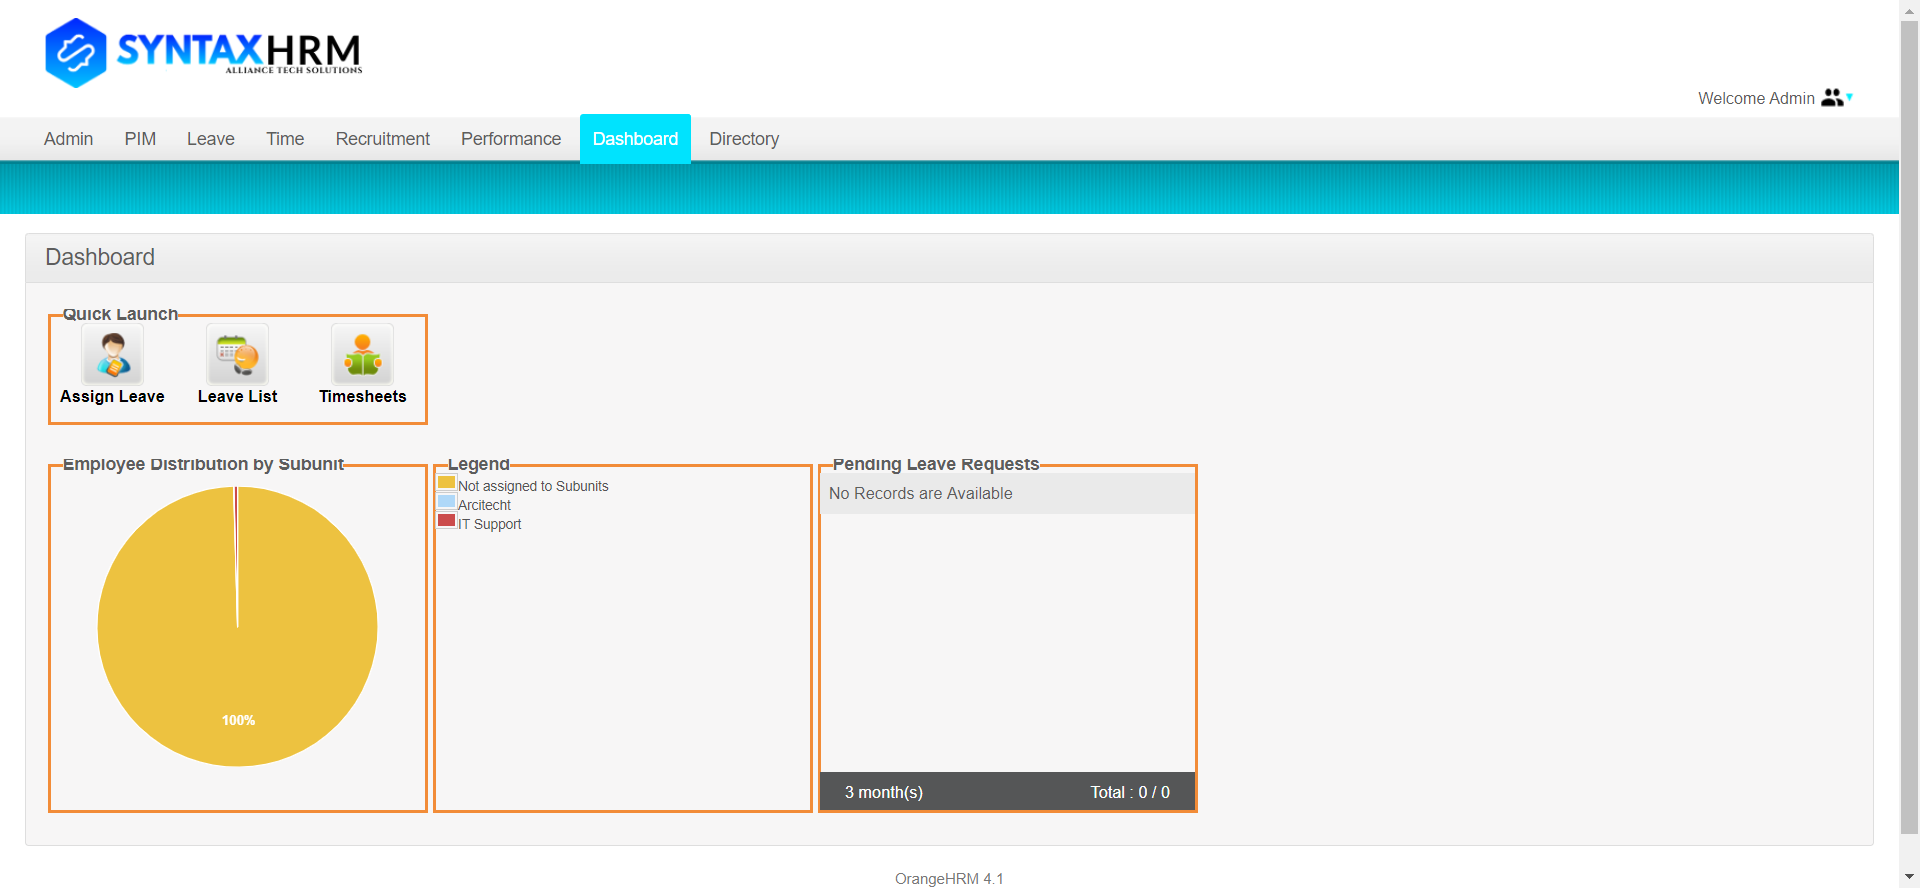 SYNTAXHRM
ALLIANCE TECH SOLUTIONS
Welcome Admin
Admin PIM Leave Time Recruitment Performance Dashboard Directory
Dashboard
Quick Launch
Assign Leave Leave List Timesheets
Employee Distribution by Subunit
100%
Legend
Not assigned to Subunits
Arcitecht
IT Support
Pending Leave Requests
No Records are Available
3 month(s) Total : 0 / 0
OrangeHRM 4.1